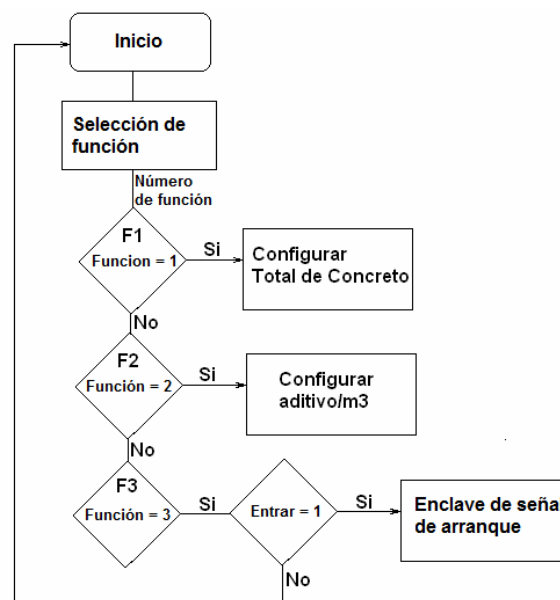 Inicio
Selección de
función
Número
de función
F1
Funcion = 1
Si
Configurar
Total de Concreto
No
F2
Función = 2
Si
Configurar
aditivo/m3
No
F3
Función = 3
Si
Entrar = 1
Si
Enclave de señal
de arranque
No